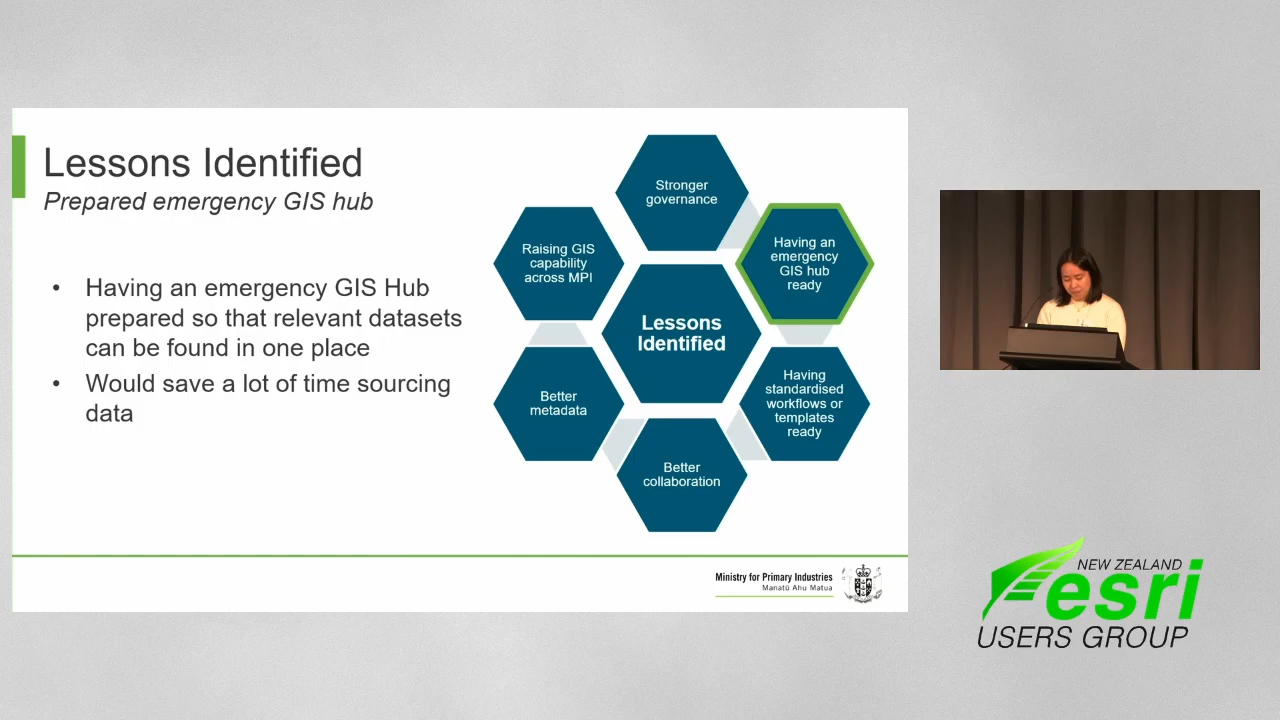 Lessons Identified
Prepared emergency GIS hub
• Having an emergency GIS Hub
prepared so that relevant datasets
can be found in one place
• Would save a lot of time sourcing
data
Stronger
governance
Having an
emergency
GIS hub
ready
Having
standardised
workflows or
templates
ready
Better
collaboration
Better
metadata
Raising GIS
capability
across MPI
Lessons
Identified
Ministry for Primary Industries
Manatū Ahu Matua
NEW ZEALAND
esri
USERS GROUP